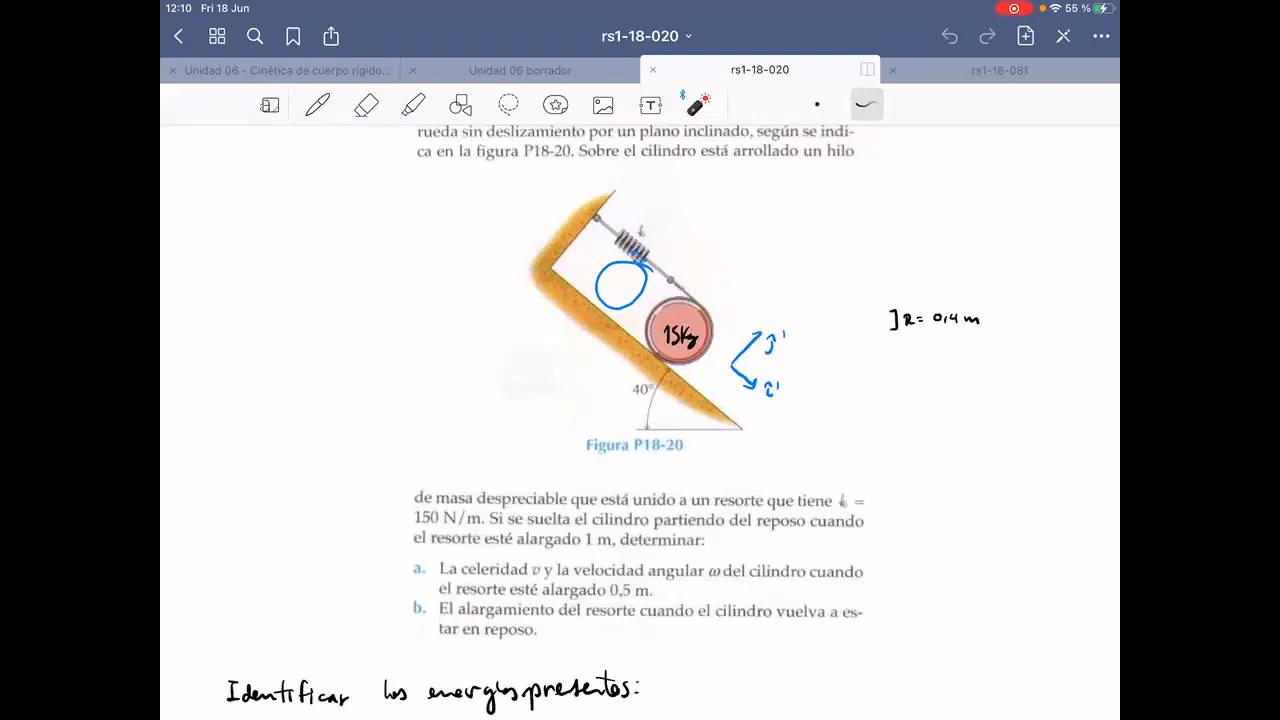 12:10 Fri 18 Jun
55 %
rs1-18-020
Unidad 06 - Cinética de cuerpo rígido...
Unidad 06 borrador
rs1-18-020
rs1-18-081
rueda sin deslizamiento por un plano inclinado, según se indi-
ca en la figura P18-20. Sobre el cilindro está arrollado un hilo
k
15Kg
ĵ'
î'
R= 0,4 m
40°
Figura P18-20
de masa despreciable que está unido a un resorte que tiene k =
150 N/m. Si se suelta el cilindro partiendo del reposo cuando
el resorte esté alargado 1 m, determinar:
a. La celeridad v y la velocidad angular ω del cilindro cuando
el resorte esté alargado 0,5 m.
b. El alargamiento del resorte cuando el cilindro vuelva a es-
tar en reposo.
Identificar las energías presentes: